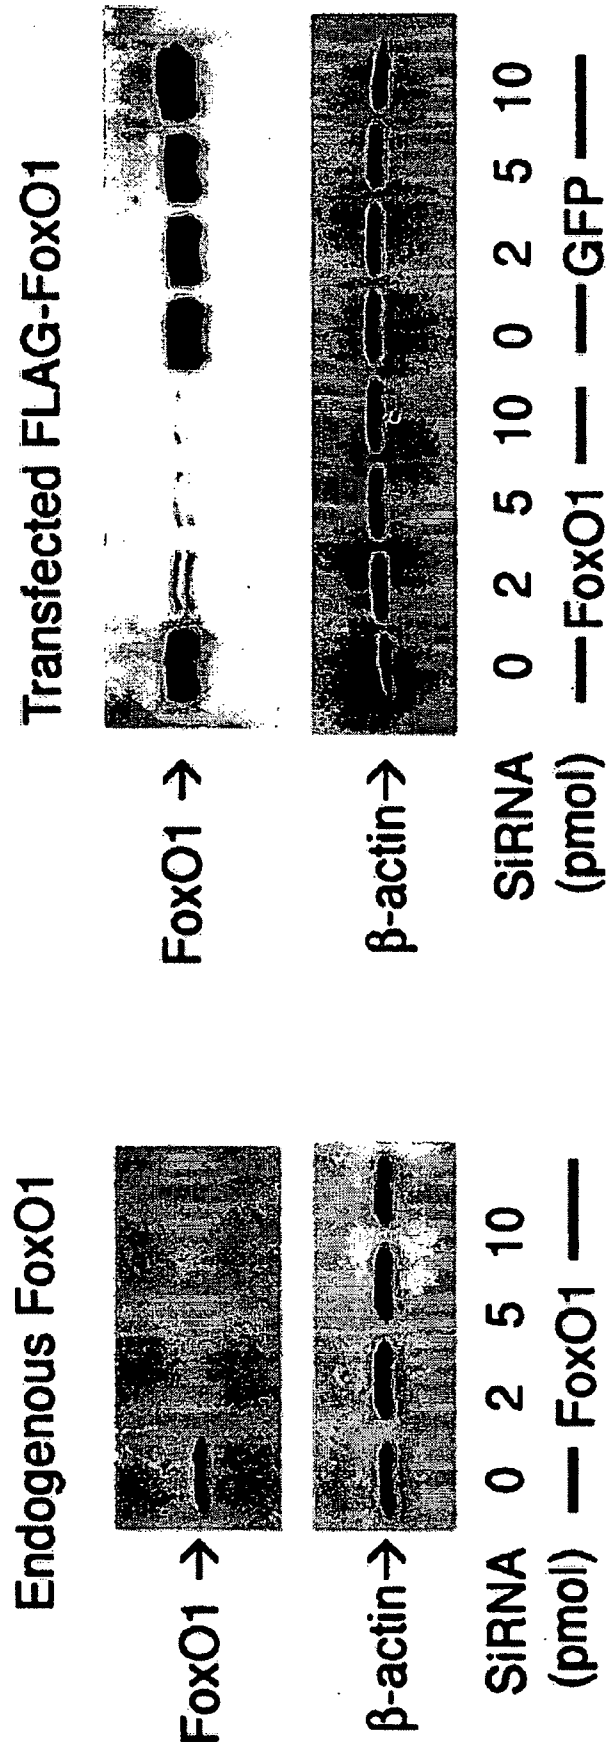 Endogenous FoxO1
FoxO1 →
β-actin→
SiRNA 0 2 5 10
(pmol) — FoxO1 —
Transfected FLAG-FoxO1
FoxO1 →
β-actin→
SiRNA 0 2 5 10 0 2 5 10
(pmol) — FoxO1 — — GFP —